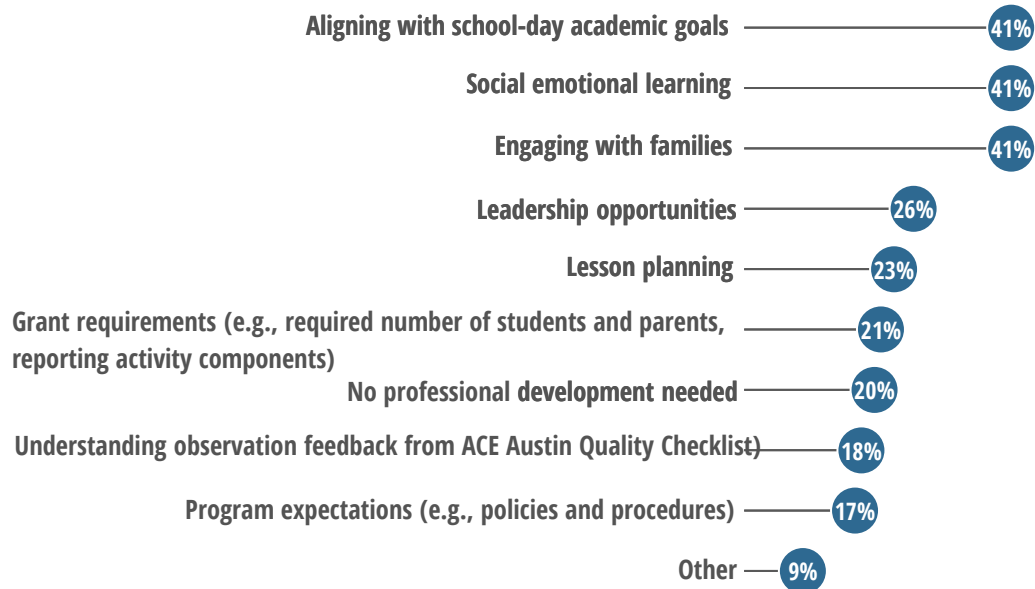 Aligning with school-day academic goals 41%
Social emotional learning 41%
Engaging with families 41%
Leadership opportunities 26%
Lesson planning 23%
Grant requirements (e.g., required number of students and parents, 21%
reporting activity components)
No professional development needed 20%
Understanding observation feedback from ACE Austin Quality Checklist) 18%
Program expectations (e.g., policies and procedures) 17%
Other 9%